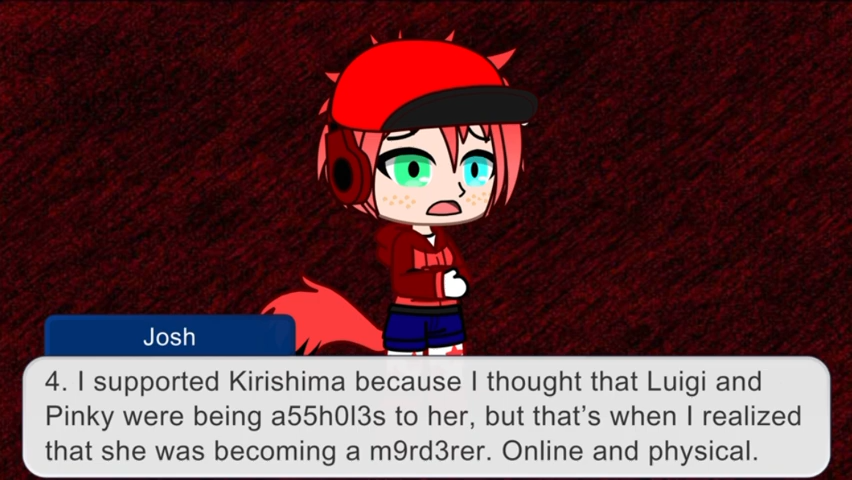 Josh
4. I supported Kirishima because I thought that Luigi and
Pinky were being a55h0l3s to her, but that’s when I realized
that she was becoming a m9rd3rer. Online and physical.